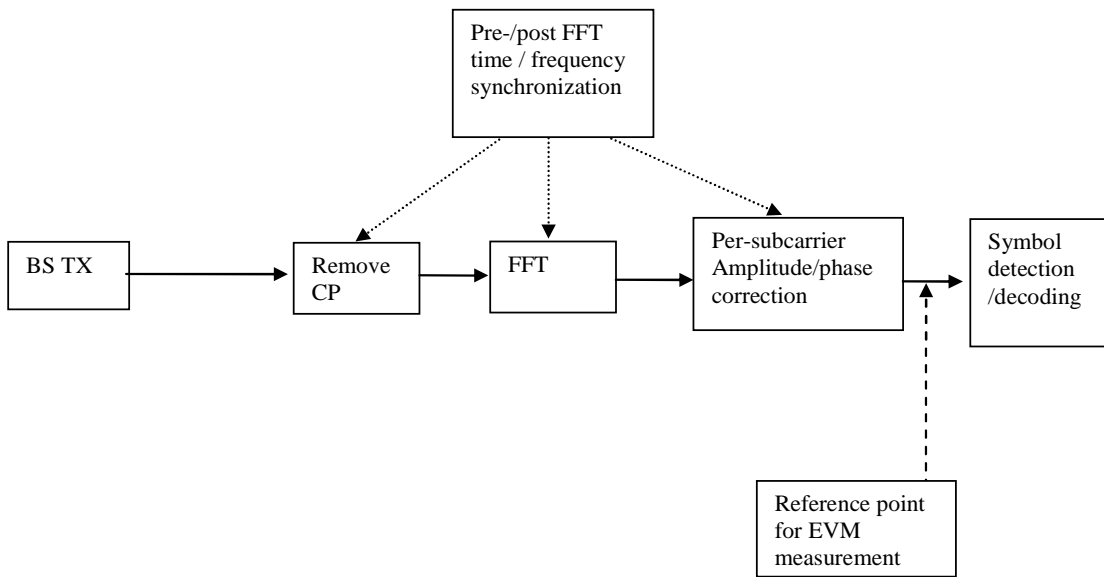 Pre-/post FFT
time / frequency
synchronization
BS TX
Remove
CP
FFT
Per-subcarrier
Amplitude/phase
correction
Symbol
detection
/decoding
Reference point
for EVM
measurement